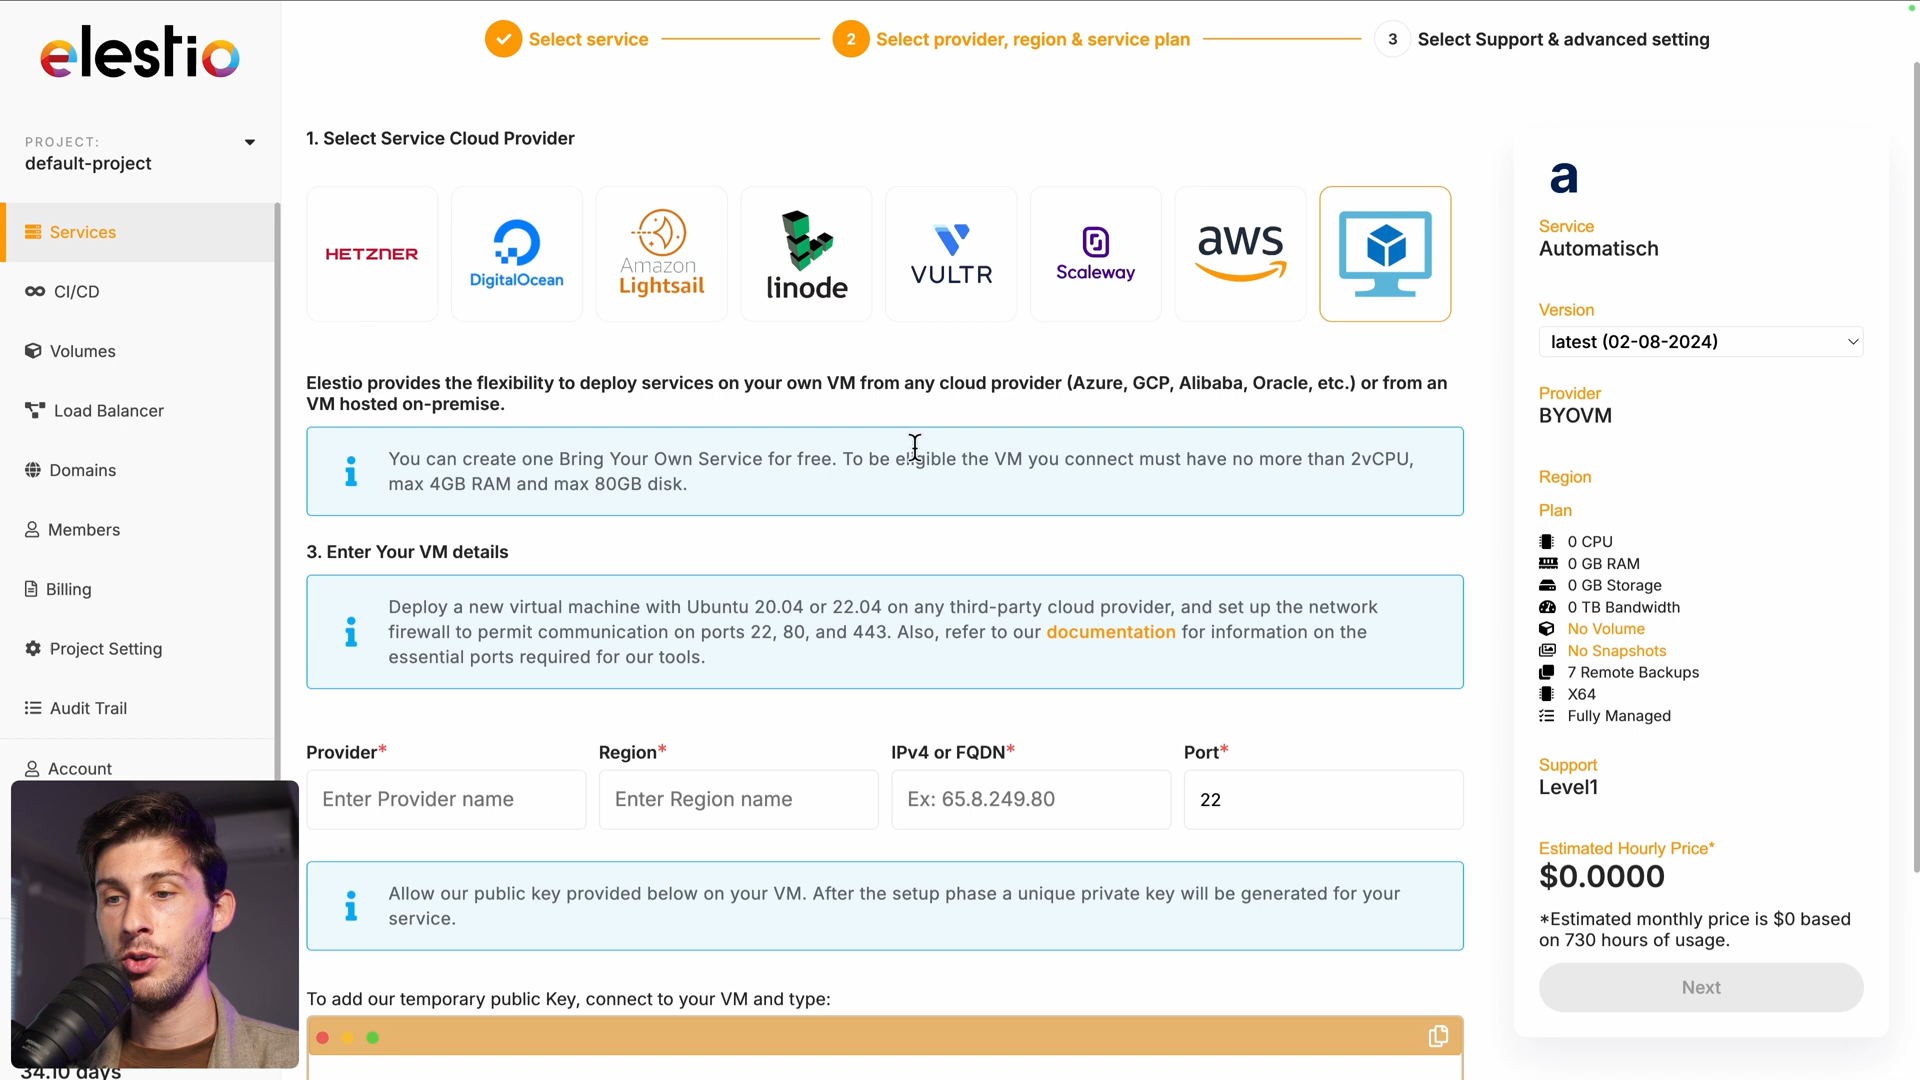 elestio
PROJECT:
default-project
Services
CI/CD
Volumes
Load Balancer
Domains
Members
Billing
Project Setting
Audit Trail
Account
34.10 days
Select service
2
Select provider, region & service plan
3
Select Support & advanced setting
1. Select Service Cloud Provider
HETZNER
DigitalOcean
Amazon
Lightsail
linode
VULTR
Scaleway
aws
Elestio provides the flexibility to deploy services on your own VM from any cloud provider (Azure, GCP, Alibaba, Oracle, etc.) or from an
VM hosted on-premise.
You can create one Bring Your Own Service for free. To be eligible the VM you connect must have no more than 2vCPU,
max 4GB RAM and max 80GB disk.
3. Enter Your VM details
Deploy a new virtual machine with Ubuntu 20.04 or 22.04 on any third-party cloud provider, and set up the network
firewall to permit communication on ports 22, 80, and 443. Also, refer to our documentation for information on the
essential ports required for our tools.
Provider*
Region*
IPv4 or FQDN*
Port*
Enter Provider name
Enter Region name
Ex: 65.8.249.80
22
Allow our public key provided below on your VM. After the setup phase a unique private key will be generated for your
service.
To add our temporary public Key, connect to your VM and type:
a
Service
Automatisch
Version
latest (02-08-2024)
Provider
BYOVM
Region
Plan
0 CPU
0 GB RAM
0 GB Storage
0 TB Bandwidth
No Volume
No Snapshots
7 Remote Backups
X64
Fully Managed
Support
Level1
Estimated Hourly Price*
$0.0000
*Estimated monthly price is $0 based
on 730 hours of usage.
Next